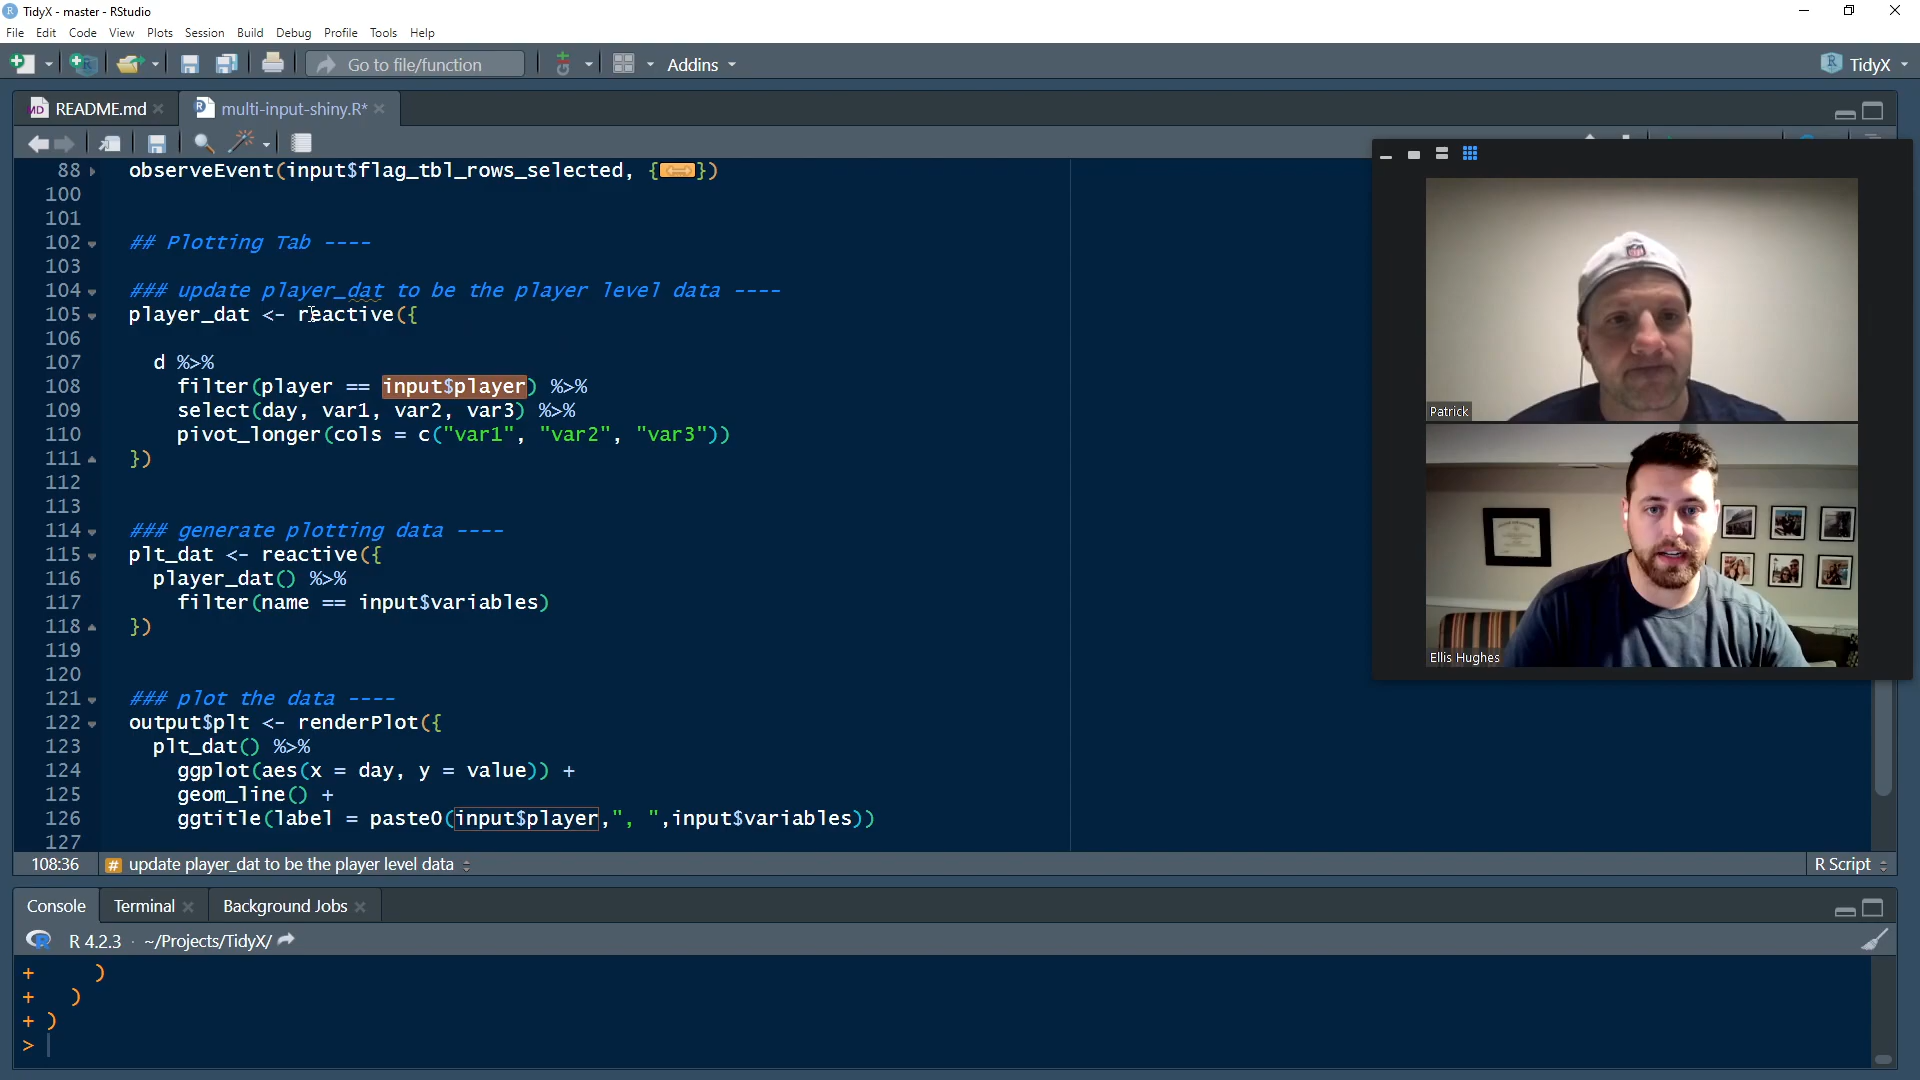 TidyX - master - RStudio
File Edit Code View Plots Session Build Debug Profile Tools Help
Go to file/function Addins TidyX
README.md multi-input-shiny.R*
88 observeEvent(input$flag_tbl_rows_selected, {})
100
101
102 ## Plotting Tab ----
103
104 ### update player_dat to be the player level data ----
105 player_dat <- reactive({
106
107 d %>%
108 filter(player == input$player) %>%
109 select(day, var1, var2, var3) %>%
110 pivot_longer(cols = c("var1", "var2", "var3"))
111 })
112
113
114 ### generate plotting data ----
115 plt_dat <- reactive({
116 player_dat() %>%
117 filter(name == input$variables)
118 })
119
120
121 ### plot the data ----
122 output$plt <- renderPlot({
123 plt_dat() %>%
124 ggplot(aes(x = day, y = value)) +
125 geom_line() +
126 ggtitle(label = paste0(input$player,", ",input$variables))
127
108:36 # update player_dat to be the player level data R Script
Console Terminal Background Jobs
R 4.2.3 · ~/Projects/TidyX/
+ )
+ )
+ )
>
Patrick
Ellis Hughes